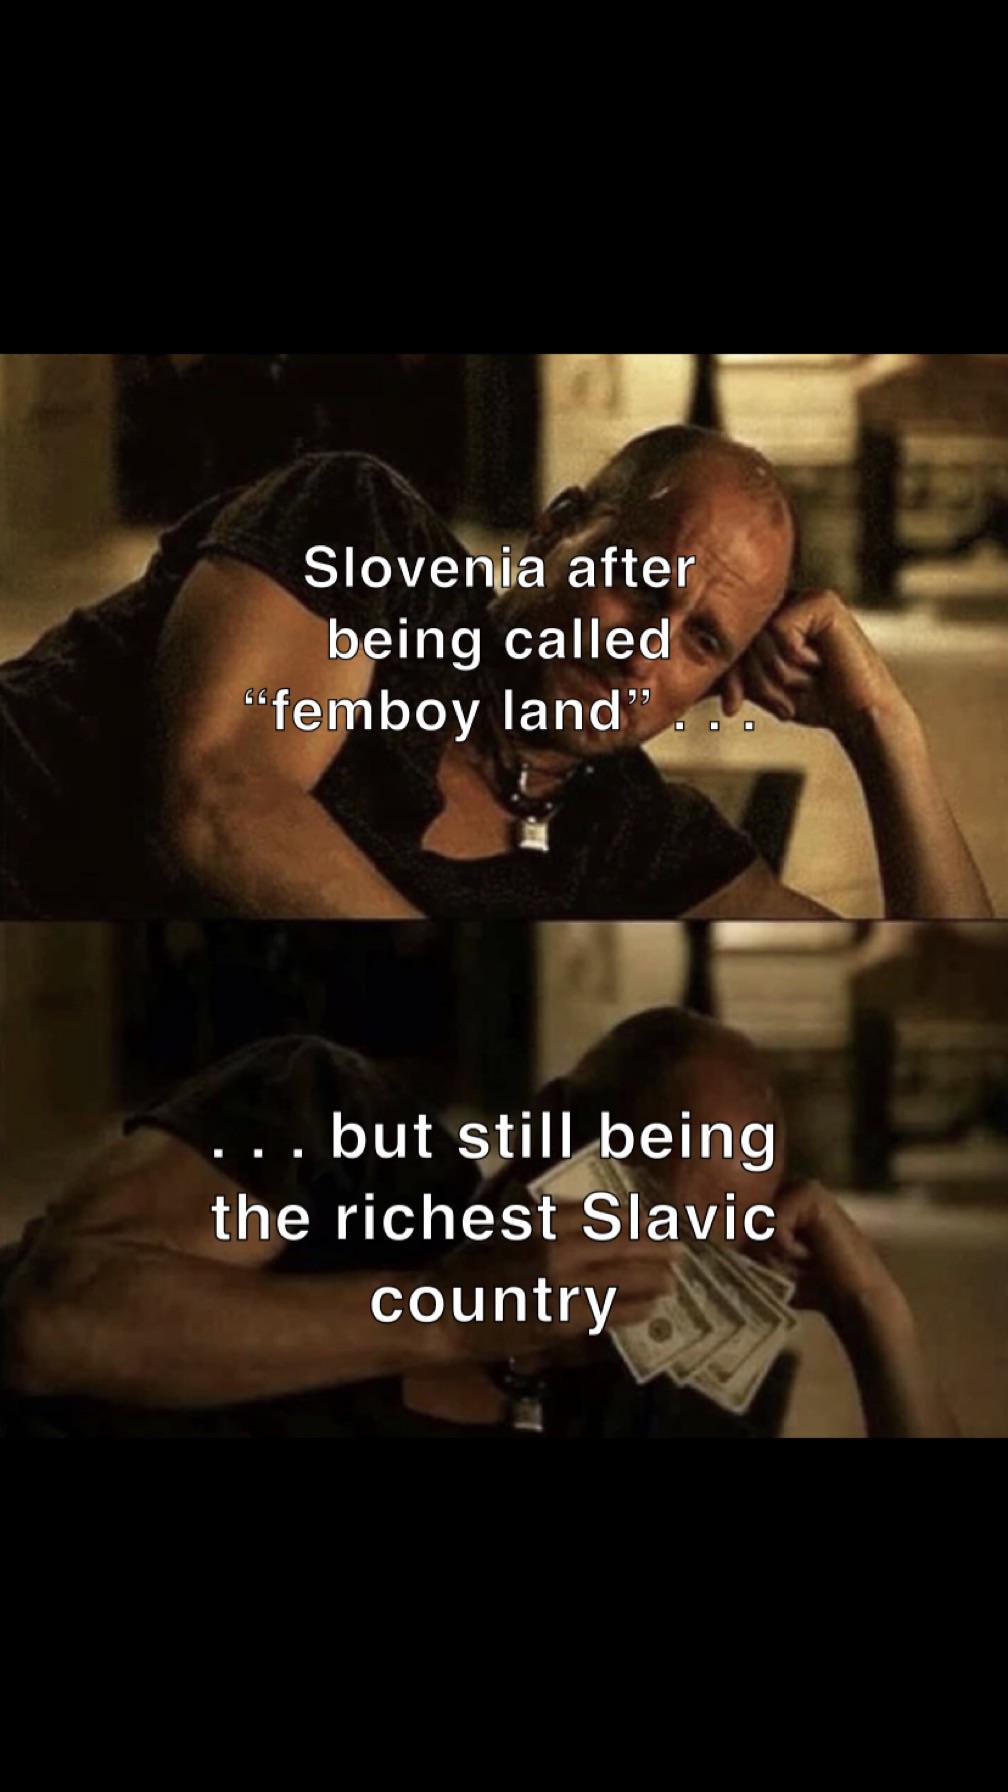 Slovenia after
being called
“femboy land” . . .
. . . but still being
the richest Slavic
country